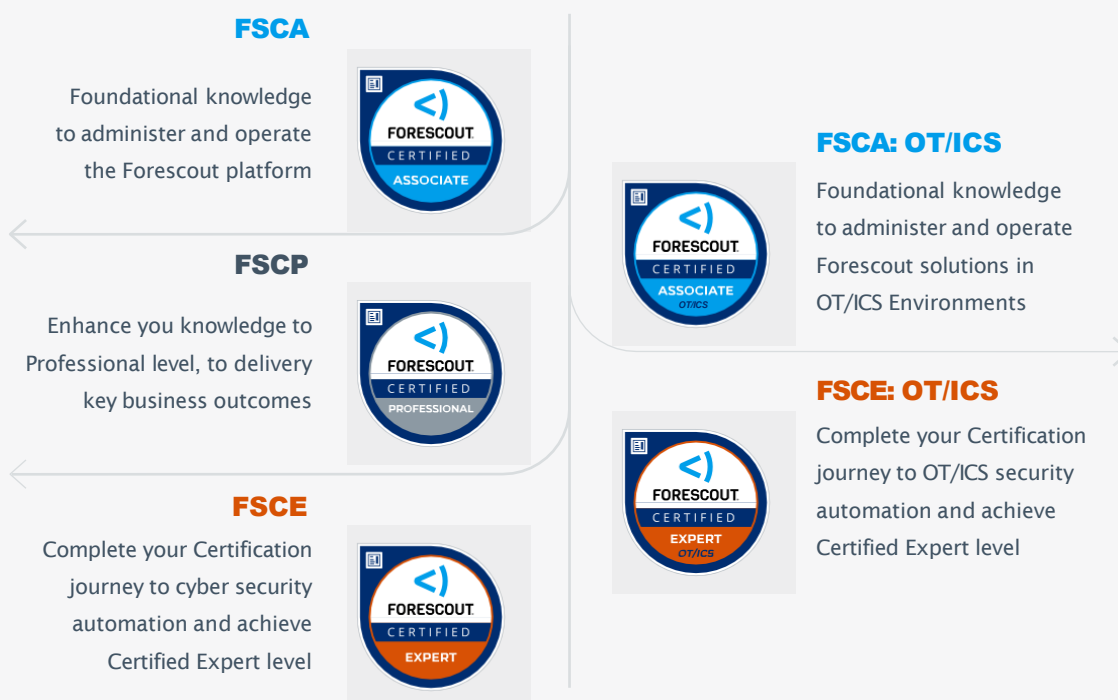 FSCA
Foundational knowledge
to administer and operate
the Forescout platform
FORESCOUT
CERTIFIED
ASSOCIATE
FSCP
Enhance you knowledge to
Professional level, to delivery
key business outcomes
FORESCOUT
CERTIFIED
PROFESSIONAL
FSCE
Complete your Certification
journey to cyber security
automation and achieve
Certified Expert level
FORESCOUT
CERTIFIED
EXPERT
FSCA: OT/ICS
Foundational knowledge
to administer and operate
Forescout solutions in
OT/ICS Environments
FORESCOUT
CERTIFIED
ASSOCIATE
OT/ICS
FSCE: OT/ICS
Complete your Certification
journey to OT/ICS security
automation and achieve
Certified Expert level
FORESCOUT
CERTIFIED
EXPERT
OT/ICS